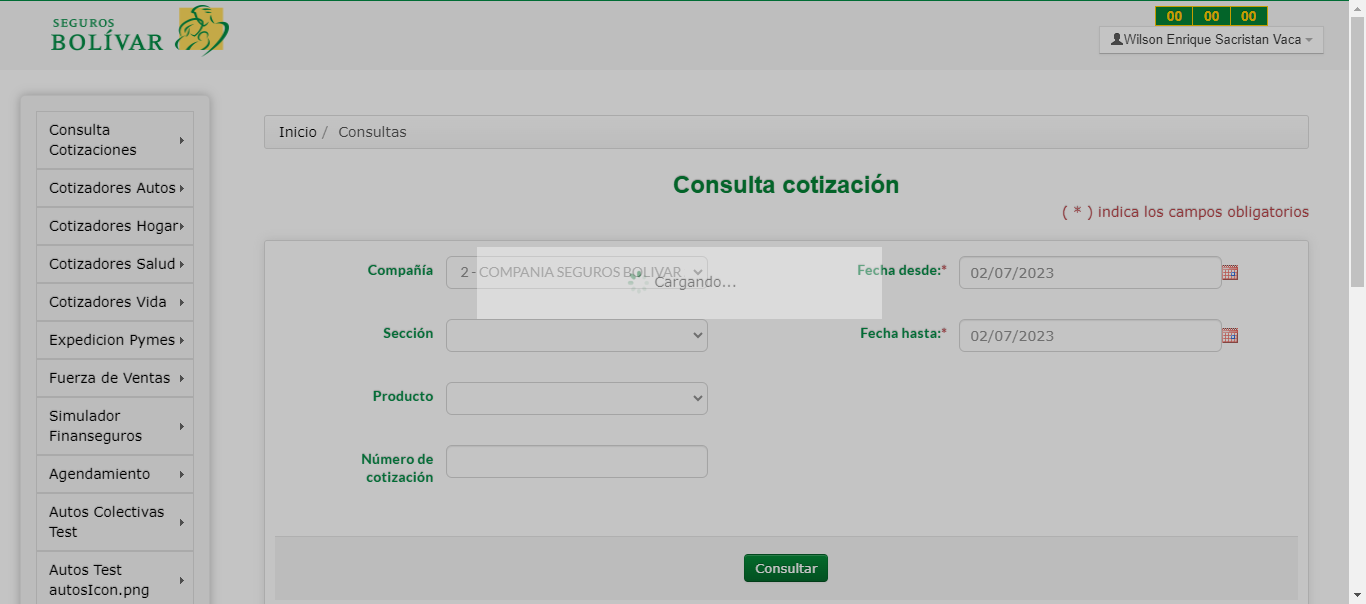 SEGUROS
BOLÍVAR
00 00 00
Wilson Enrique Sacristan Vaca
Consulta
Cotizaciones
Cotizadores Autos
Cotizadores Hogar
Cotizadores Salud
Cotizadores Vida
Expedicion Pymes
Fuerza de Ventas
Simulador
Finanseguros
Agendamiento
Autos Colectivas
Test
Autos Test
autosIcon.png
Inicio / Consultas
Consulta cotización
( * ) indica los campos obligatorios
Compañía 2 - COMPANIA SEGUROS BOLIVAR Fecha desde:* 02/07/2023
Cargando...
Sección Fecha hasta:* 02/07/2023
Producto
Número de
cotización
Consultar